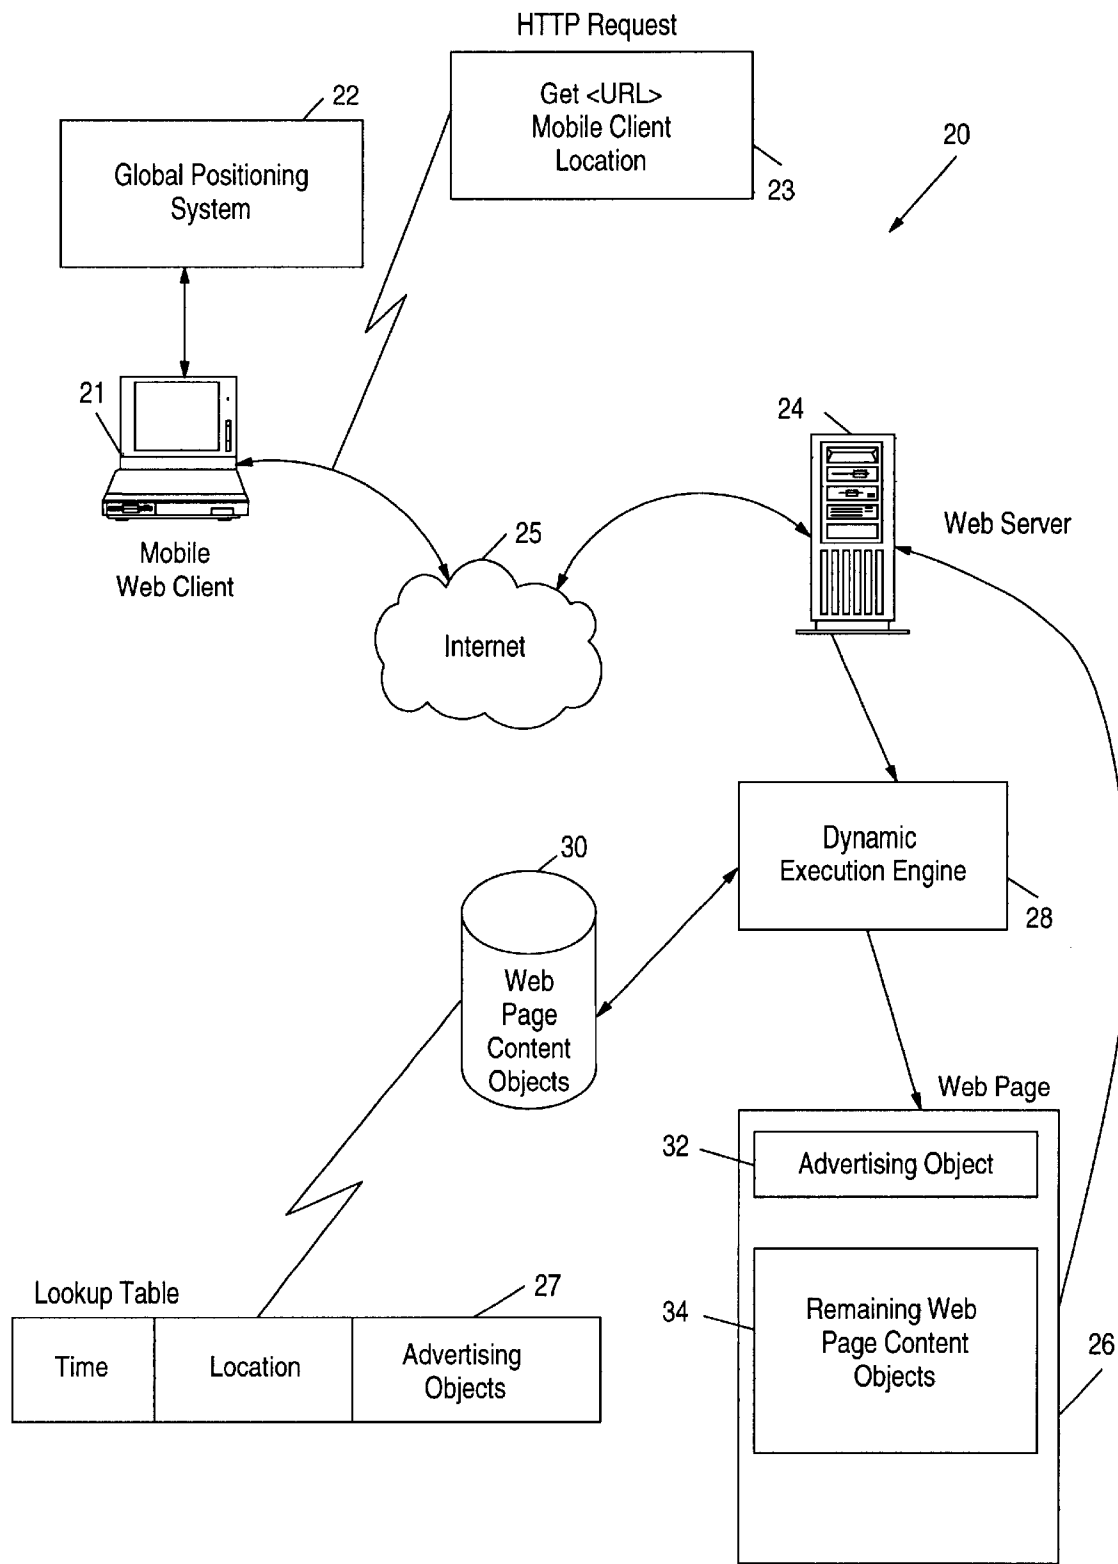 HTTP Request
Get <URL>
Mobile Client
Location
23
22
Global Positioning
System
20
21
Mobile
Web Client
25
Internet
24
Web Server
Dynamic
Execution Engine
28
30
Web
Page
Content
Objects
Web Page
32
Advertising Object
34
Remaining Web
Page Content
Objects
26
Lookup Table
27
Time
Location
Advertising
Objects